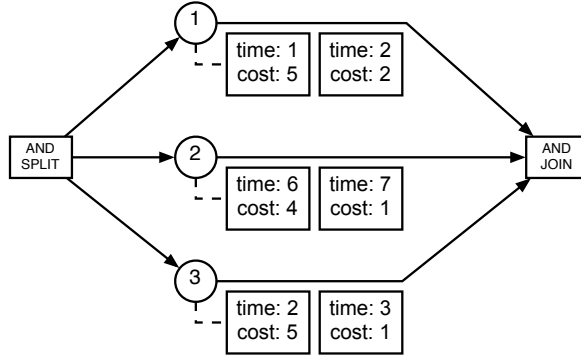 1
time: 1
cost: 5
time: 2
cost: 2
AND
SPLIT
2
time: 6
cost: 4
time: 7
cost: 1
AND
JOIN
3
time: 2
cost: 5
time: 3
cost: 1